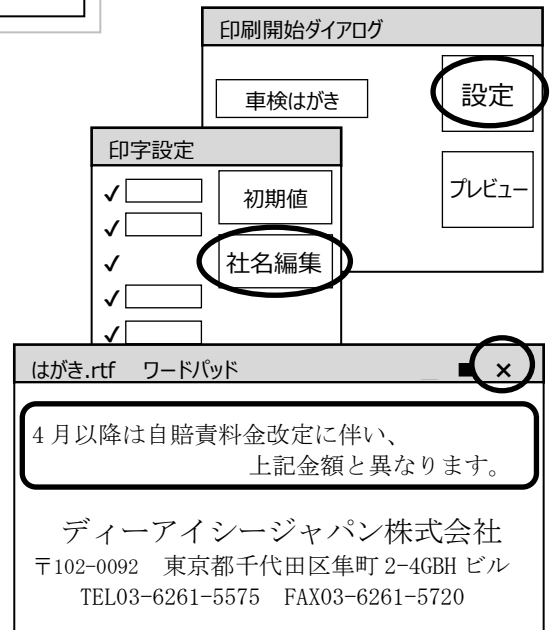 印刷開始ダイアログ
車検はがき
設定
プレビュー
印字設定
✓
初期値
✓
✓
社名編集
✓
✓
はがき.rtf ワードパッド _ ■ ×
4月以降は自賠責料金改定に伴い、
上記金額と異なります。
ディーアイシージャパン株式会社
〒102-0092 東京都千代田区隼町2-4GBHビル
TEL03-6261-5575 FAX03-6261-5720